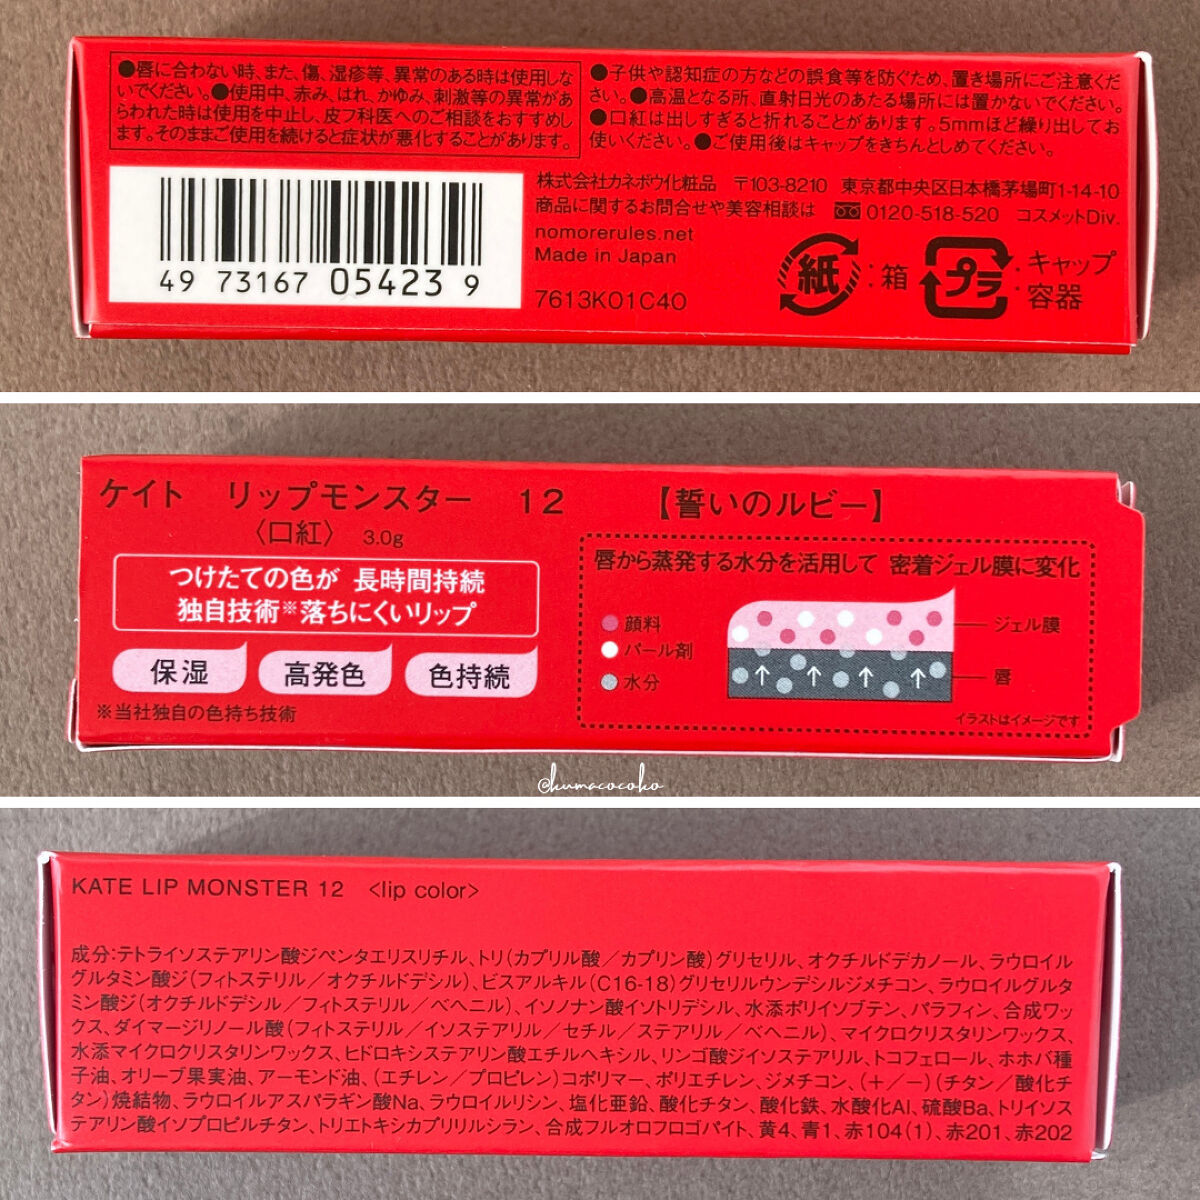 ●唇に合わない時、また、傷、湿疹等、異常のある時は使用しな
いでください。●使用中、赤み、はれ、かゆみ、刺激等の異常があ
らわれた時は使用を中止し、皮フ科医へのご相談をおすすめしま
す。そのままご使用を続けると症状が悪化することがあります。
●子供や認知症の方などの誤食等を防ぐため、置き場所にご注意くだ
さい。●高温となる所、直射日光のあたる場所には置かないでください。
●口紅は出しすぎると折れることがあります。5mmほど繰り出してお
使いください。●ご使用後はキャップをきちんとしめてください。
株式会社カネボウ化粧品 〒103-8210 東京都中央区日本橋茅場町1-14-10
商品に関するお問合せや美容相談は 0120-518-520 コスメットDiv.
nomorerules.net
Made in Japan
7613K01C40
紙:箱
プラ:キャップ
容器
49 73167 05423 9
ケイト リップモンスター 12 【誓いのルビー】
〈口紅〉 3.0g
つけたての色が 長時間持続
独自技術※落ちにくいリップ
保湿 高発色 色持続
※当社独自の色持ち技術
唇から蒸発する水分を活用して 密着ジェル膜に変化
顔料
パール剤
水分
ジェル膜
唇
イラストはイメージです
@kumacocoko
KATE LIP MONSTER 12 <lip color>
成分:テトライソステアリン酸ジペンタエリスリチル、トリ(カプリル酸/カプリン酸)グリセリル、オクチルドデカノール、ラウロイル
グルタミン酸ジ(フィトステリル/オクチルドデシル)、ビスアルキル(C16-18)グリセリルウンデシルジメチコン、ラウロイルグルタ
ミン酸ジ(オクチルドデシル/フィトステリル/ベヘニル)、イソノナン酸イソトリデシル、水添ポリイソブテン、パラフィン、合成ワッ
クス、ダイマージリノール酸(フィトステリル/イソステアリル/セチル/ステアリル/ベヘニル)、マイクロクリスタリンワックス、
水添マイクロクリスタリンワックス、ヒドロキシステアリン酸エチルヘキシル、リンゴ酸ジイソステアリル、トコフェロール、ホホバ種
子油、オリーブ果実油、アーモンド油、(エチレン/プロピレン)コポリマー、ポリエチレン、ジメチコン、(+/-)(チタン/酸化チ
タン)焼結物、ラウロイルアスパラギン酸Na、ラウロイルリシン、塩化亜鉛、酸化チタン、酸化鉄、水酸化Al、硫酸Ba、トリイソス
テアリン酸イソプロピルチタン、トリエトキシカプリリルシラン、合成フルオロフロゴパイト、黄4、青1、赤104(1)、赤201、赤202